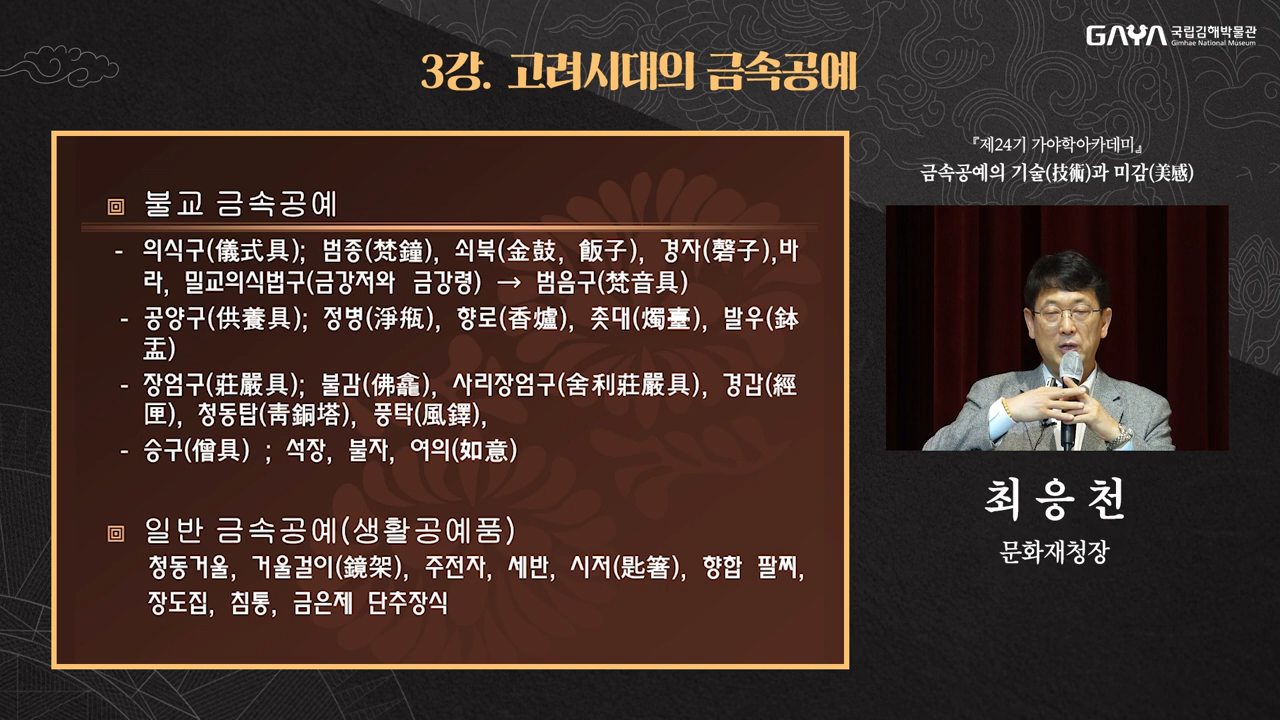 GAYA 국립김해박물관
Gimhae National Museum
3강. 고려시대의 금속공예
『제24기 가야학아카데미』
금속공예의 기술(技術)과 미감(美感)
불교 금속공예
- 의식구(儀式具); 범종(梵鐘), 쇠북(金鼓, 飯子), 경자(磬子),바
라, 밀교의식법구(금강저와 금강령) → 범음구(梵音具)
- 공양구(供養具); 정병(淨甁), 향로(香爐), 촛대(燭臺), 발우(鉢
盂)
- 장엄구(莊嚴具); 불감(佛龕), 사리장엄구(舍利莊嚴具), 경갑(經
匣), 청동탑(靑銅塔), 풍탁(風鐸),
- 승구(僧具) ; 석장, 불자, 여의(如意)
일반 금속공예(생활공예품)
청동거울, 거울걸이(鏡架), 주전자, 세반, 시저(匙箸), 향합 팔찌,
장도집, 침통, 금은제 단추장식
최응천
문화재청장